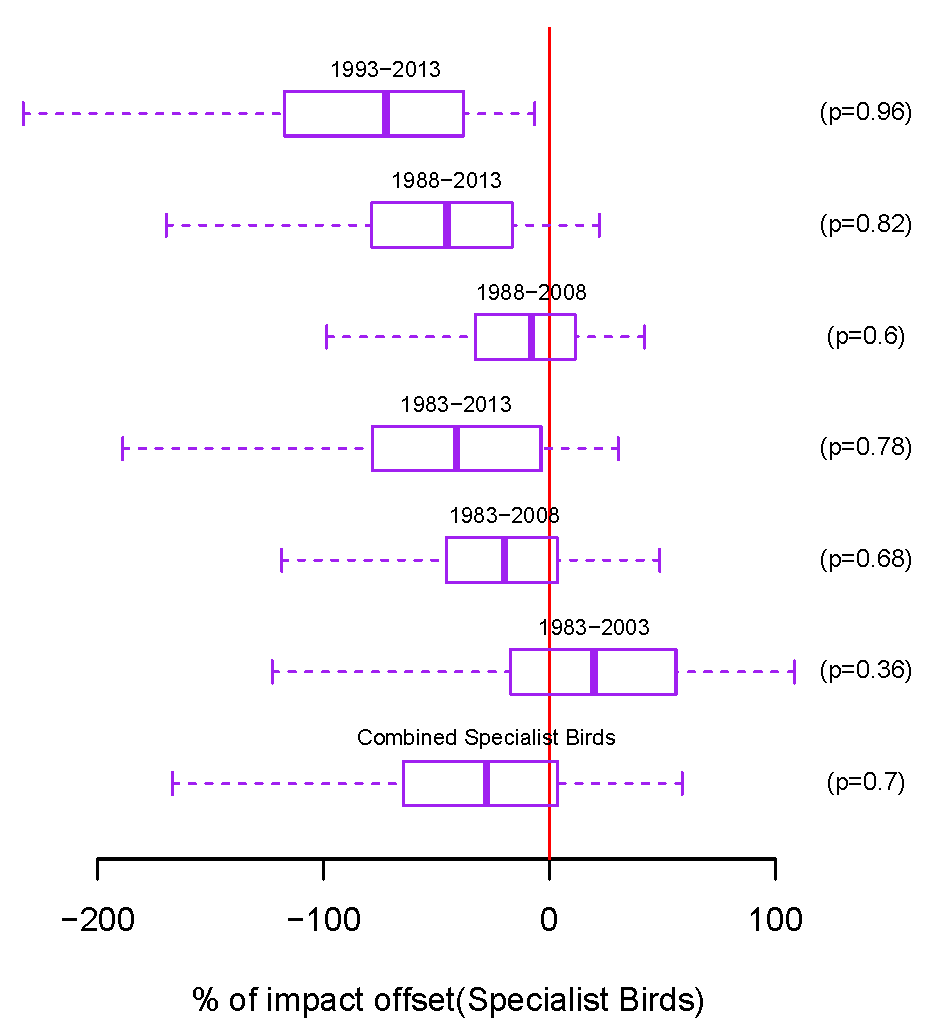 1993−2013
(p=0.96)
1988−2013
(p=0.82)
1988−2008
(p=0.6)
1983−2013
(p=0.78)
1983−2008
(p=0.68)
1983−2003
(p=0.36)
Combined Specialist Birds
(p=0.7)
−200 −100 0 100
% of impact offset(Specialist Birds)